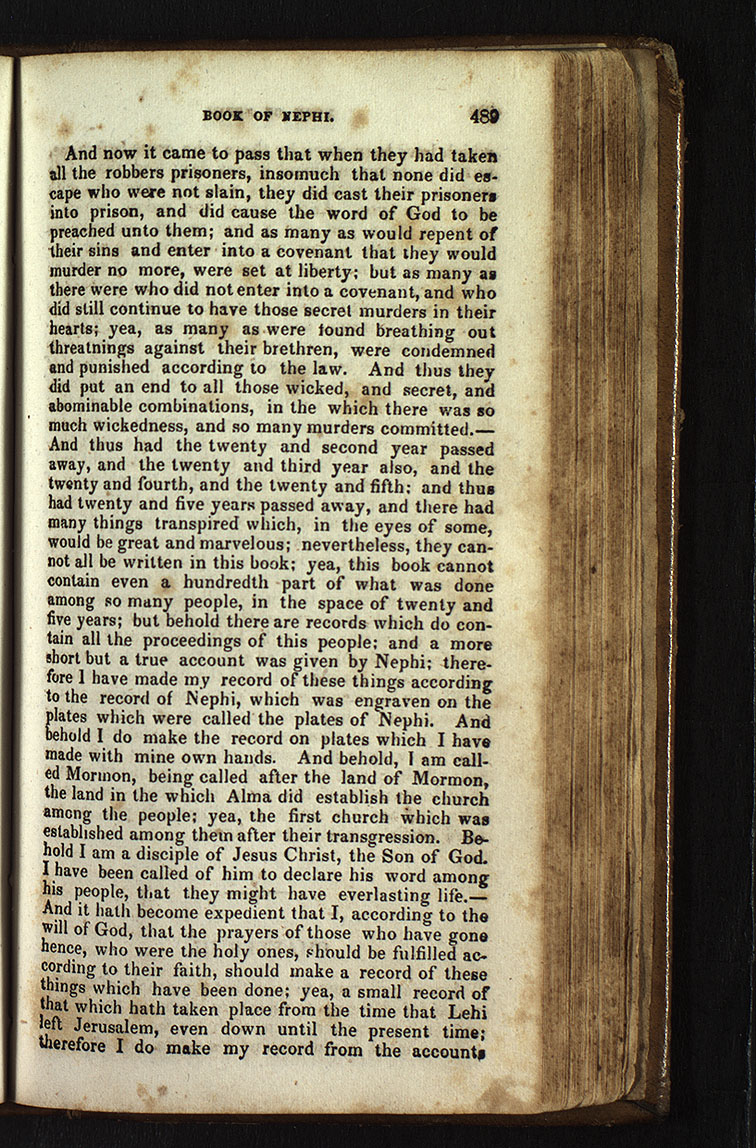 BOOK OF NEPHI. 489
And now it came to pass that when they had taken
all the robbers prisoners, insomuch that none did es-
cape who were not slain, they did cast their prisoners
into prison, and did cause the word of God to be
preached unto them; and as many as would repent of
their sins and enter into a covenant that they would
murder no more, were set at liberty; but as many as
there were who did not enter into a covenant, and who
did still continue to have those secret murders in their
hearts; yea, as many as were found breathing out
threatnings against their brethren, were condemned
and punished according to the law. And thus they
did put an end to all those wicked, and secret, and
abominable combinations, in the which there was so
much wickedness, and so many murders committed.—
And thus had the twenty and second year passed
away, and the twenty and third year also, and the
twenty and fourth, and the twenty and fifth: and thus
had twenty and five years passed away, and there had
many things transpired which, in the eyes of some,
would be great and marvelous; nevertheless, they can-
not all be written in this book; yea, this book cannot
contain even a hundredth part of what was done
among so many people, in the space of twenty and
five years; but behold there are records which do con-
tain all the proceedings of this people; and a more
short but a true account was given by Nephi; there-
fore I have made my record of these things according
to the record of Nephi, which was engraven on the
plates which were called the plates of Nephi. And
behold I do make the record on plates which I have
made with mine own hands. And behold, I am call-
ed Mormon, being called after the land of Mormon,
the land in the which Alma did establish the church
among the people; yea, the first church which was
established among them after their transgression. Be-
hold I am a disciple of Jesus Christ, the Son of God.
I have been called of him to declare his word among
his people, that they might have everlasting life.—
And it hath become expedient that I, according to the
will of God, that the prayers of those who have gone
hence, who were the holy ones, should be fulfilled ac-
cording to their faith, should make a record of these
things which have been done; yea, a small record of
that which hath taken place from the time that Lehi
left Jerusalem, even down until the present time;
therefore I do make my record from the accounts